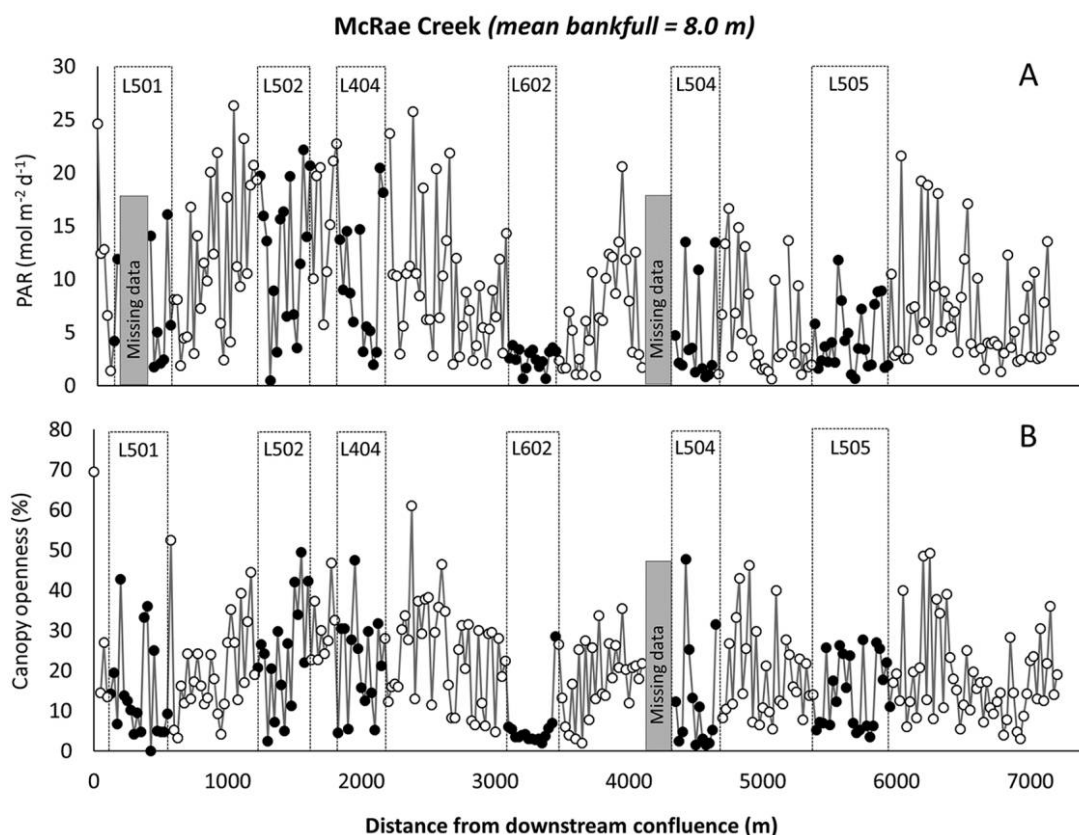 McRae Creek (mean bankfull = 8.0 m)
A
PAR (mol m⁻² d⁻¹)
30
25
20
15
10
5
0
L501
L502
L404
L602
L504
L505
Missing data
Missing data
B
Canopy openness (%)
80
70
60
50
40
30
20
10
0
L501
L502
L404
L602
L504
L505
Missing data
0 1000 2000 3000 4000 5000 6000 7000
Distance from downstream confluence (m)